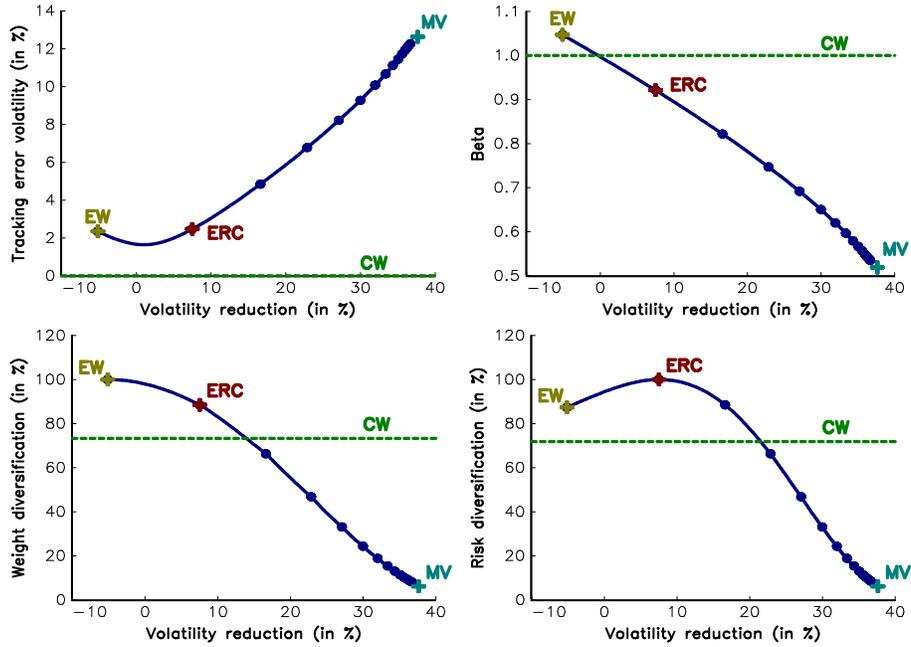 Tracking error volatility (in %)
14
12
10
8
6
4
2
0
EW
ERC
MV
CW
−10 0 10 20 30 40
Volatility reduction (in %)
Beta
1.1
1.0
0.9
0.8
0.7
0.6
0.5
EW
CW
ERC
MV
−10 0 10 20 30 40
Volatility reduction (in %)
Weight diversification (in %)
120
100
80
60
40
20
0
EW
ERC
CW
MV
−10 0 10 20 30 40
Volatility reduction (in %)
Risk diversification (in %)
120
100
80
60
40
20
0
EW
ERC
CW
MV
−10 0 10 20 30 40
Volatility reduction (in %)